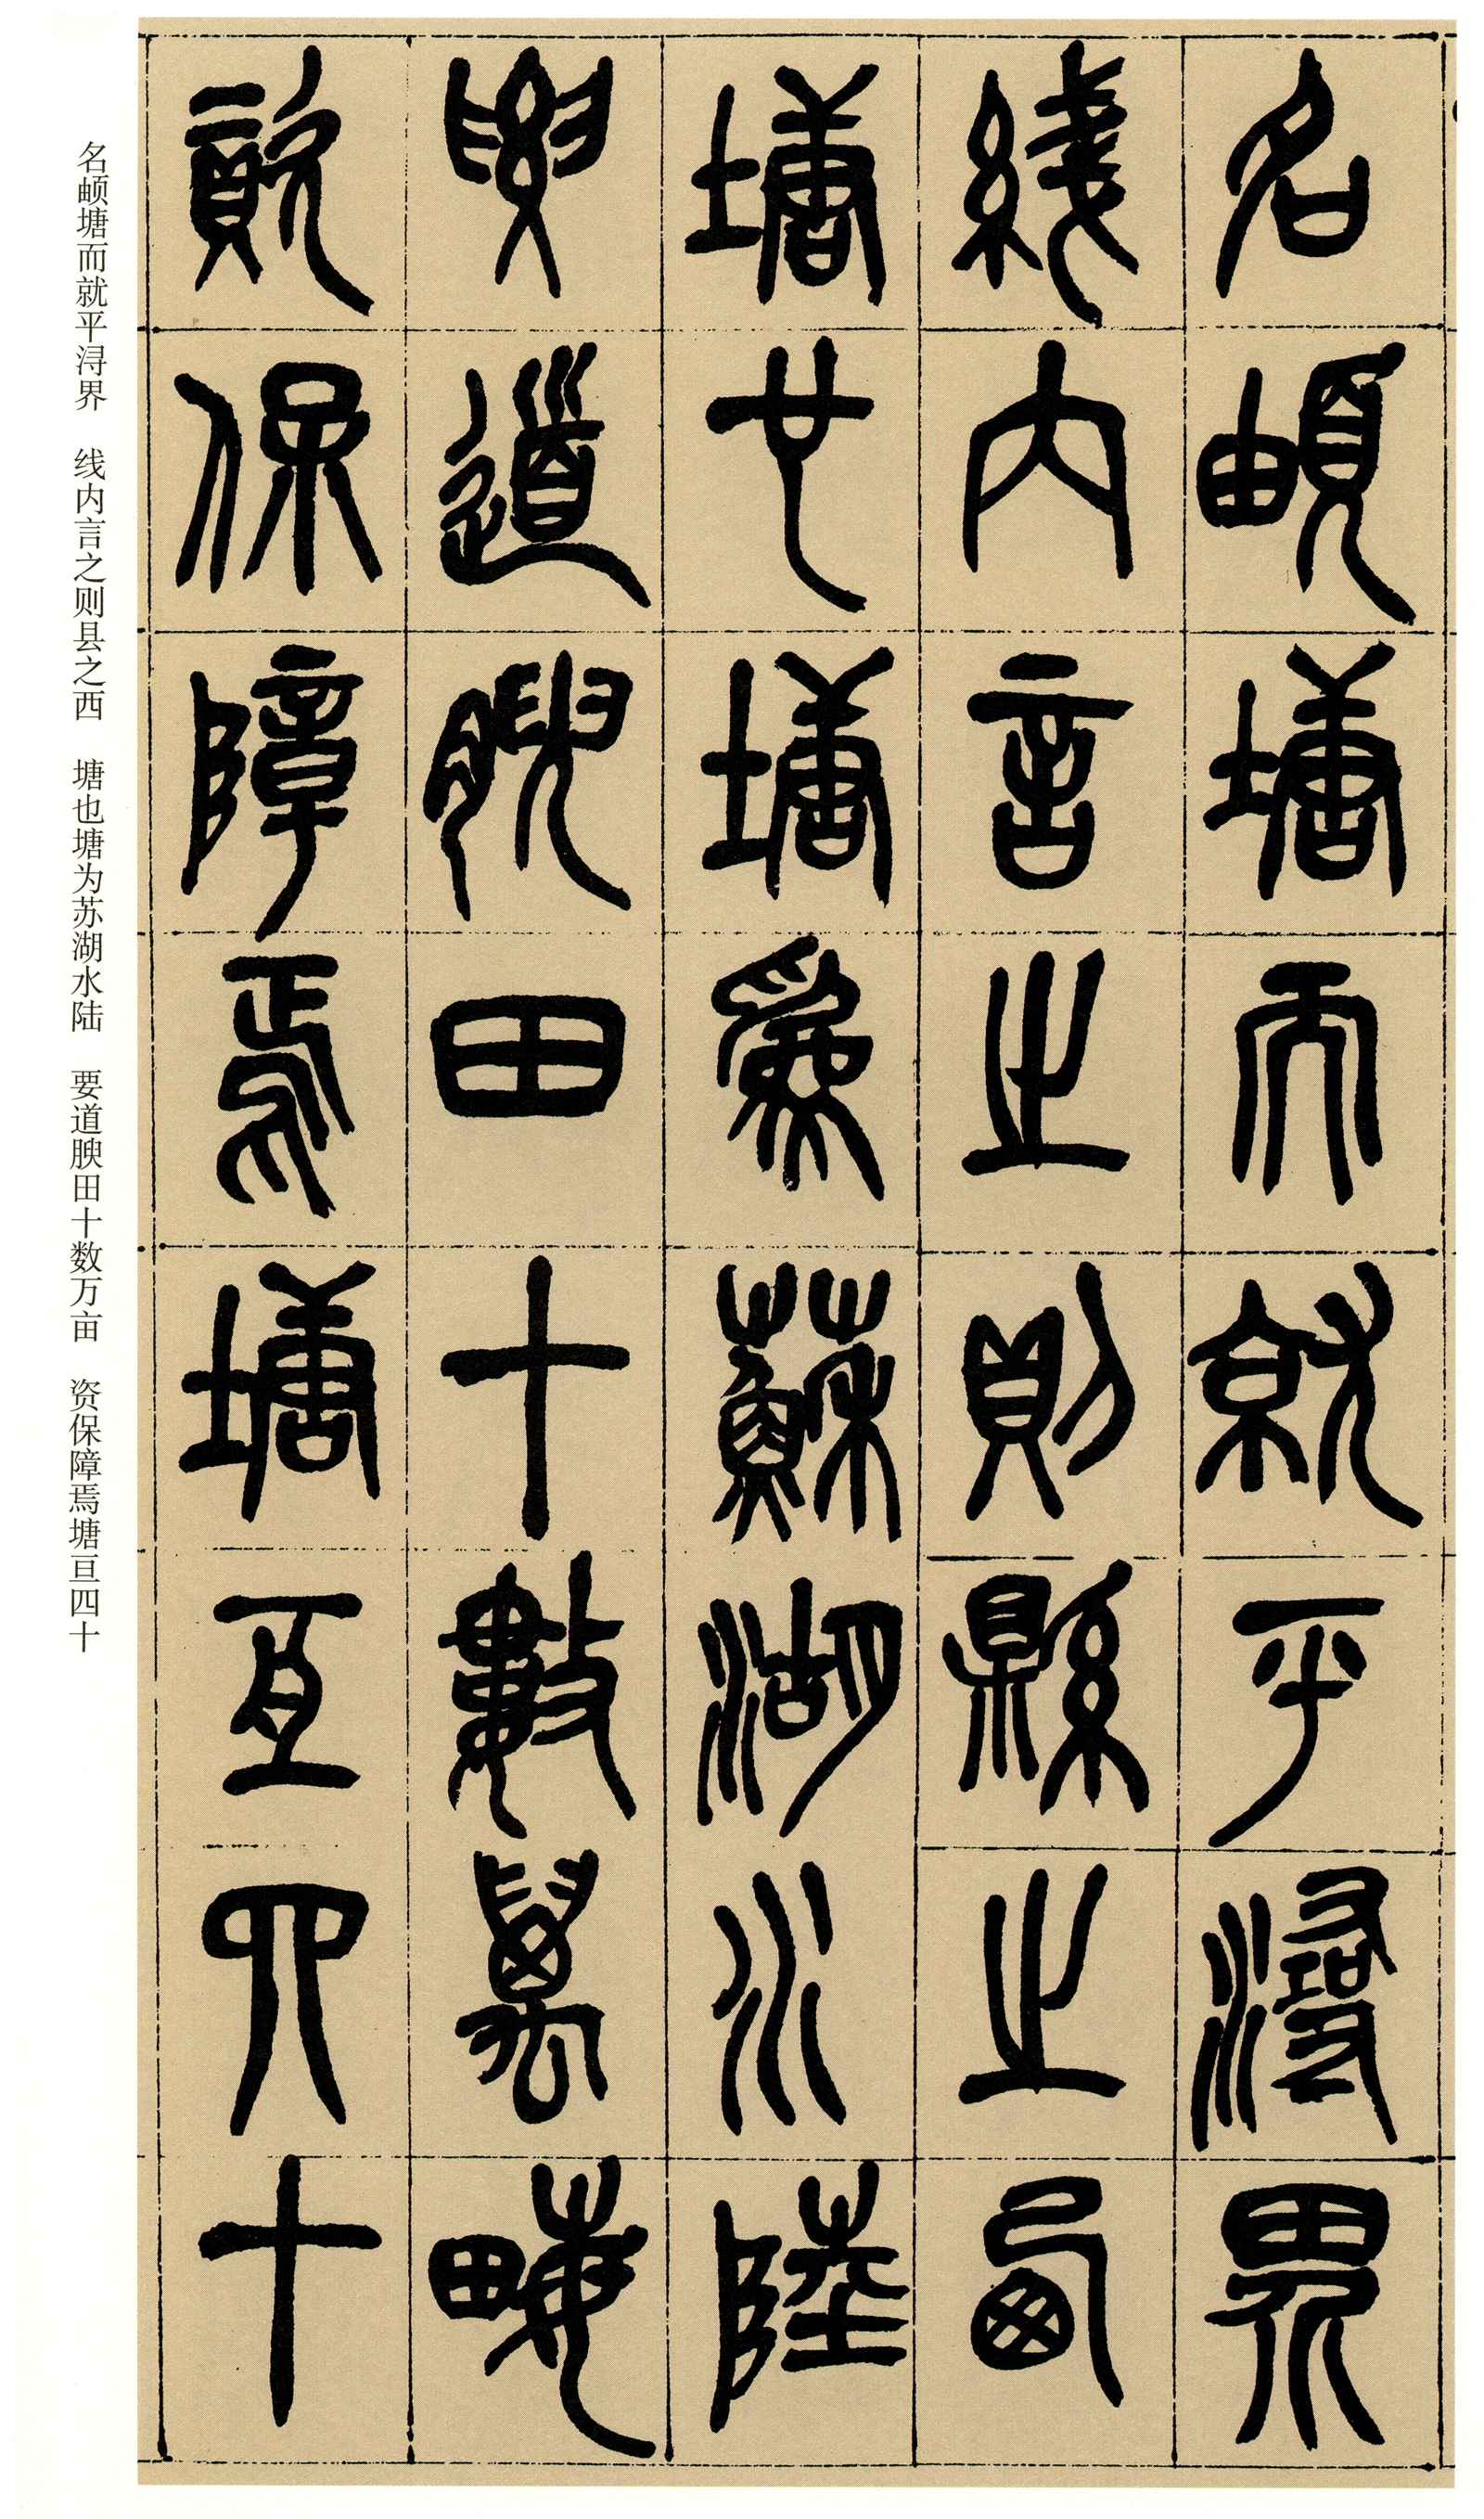 名頔塘而就平潯界
綫内言之則縣之西
塘也塘為蘇湖水陸
要道腴田十數萬畮
資保障焉塘亙四十
名頔塘而就平浔界 线内言之则县之西 塘也塘为苏湖水陆 要道腴田十数万亩 资保障焉塘亘四十